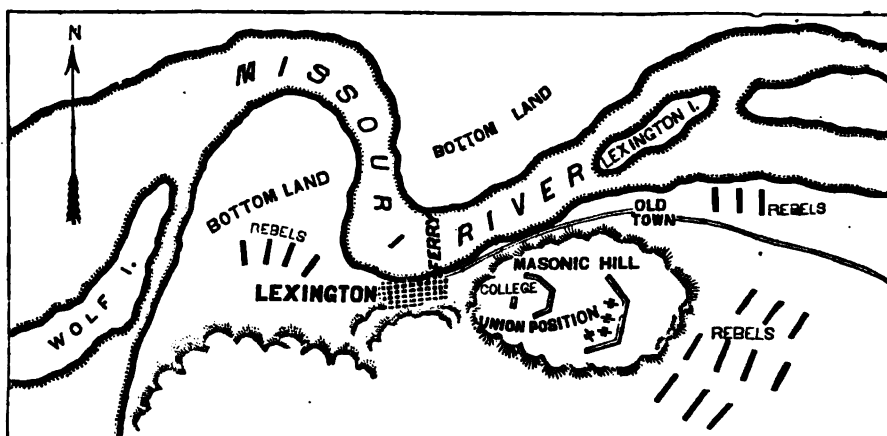 N
MISSOURI RIVER
BOTTOM LAND
LEXINGTON I.
BOTTOM LAND
REBELS
FERRY
OLD
TOWN
REBELS
MASONIC HILL
LEXINGTON
COLLEGE
UNION POSITION
WOLF I.
REBELS